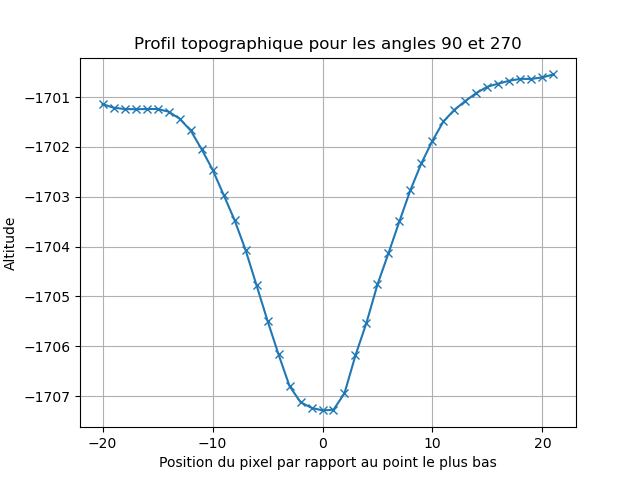 Profil topographique pour les angles 90 et 270
Altitude
−1701
−1702
−1703
−1704
−1705
−1706
−1707
−20 −10 0 10 20
Position du pixel par rapport au point le plus bas